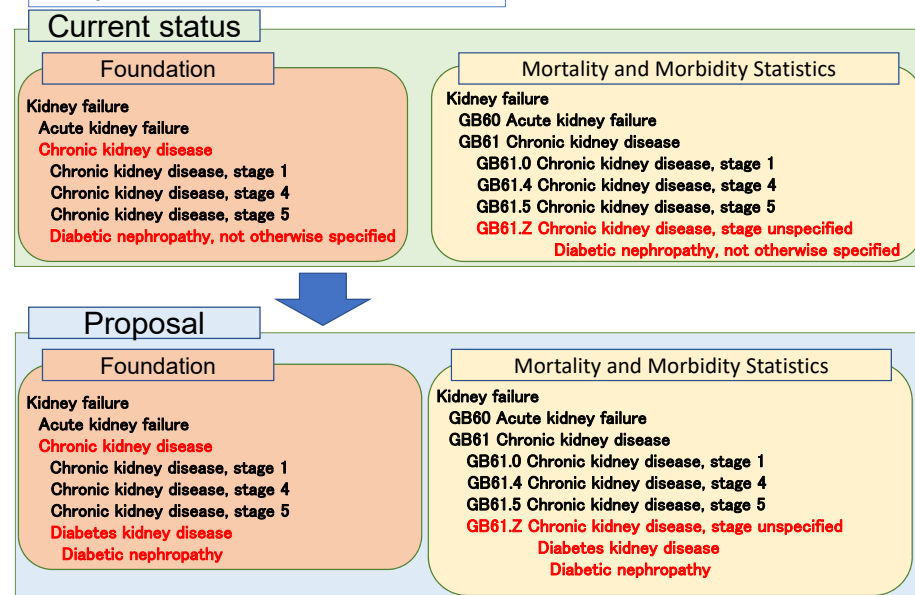 Current status
Foundation
Kidney failure
Acute kidney failure
Chronic kidney disease
Chronic kidney disease, stage 1
Chronic kidney disease, stage 4
Chronic kidney disease, stage 5
Diabetic nephropathy, not otherwise specified
Mortality and Morbidity Statistics
Kidney failure
GB60 Acute kidney failure
GB61 Chronic kidney disease
GB61.0 Chronic kidney disease, stage 1
GB61.4 Chronic kidney disease, stage 4
GB61.5 Chronic kidney disease, stage 5
GB61.Z Chronic kidney disease, stage unspecified
Diabetic nephropathy, not otherwise specified
Proposal
Foundation
Kidney failure
Acute kidney failure
Chronic kidney disease
Chronic kidney disease, stage 1
Chronic kidney disease, stage 4
Chronic kidney disease, stage 5
Diabetes kidney disease
Diabetic nephropathy
Mortality and Morbidity Statistics
Kidney failure
GB60 Acute kidney failure
GB61 Chronic kidney disease
GB61.0 Chronic kidney disease, stage 1
GB61.4 Chronic kidney disease, stage 4
GB61.5 Chronic kidney disease, stage 5
GB61.Z Chronic kidney disease, stage unspecified
Diabetes kidney disease
Diabetic nephropathy